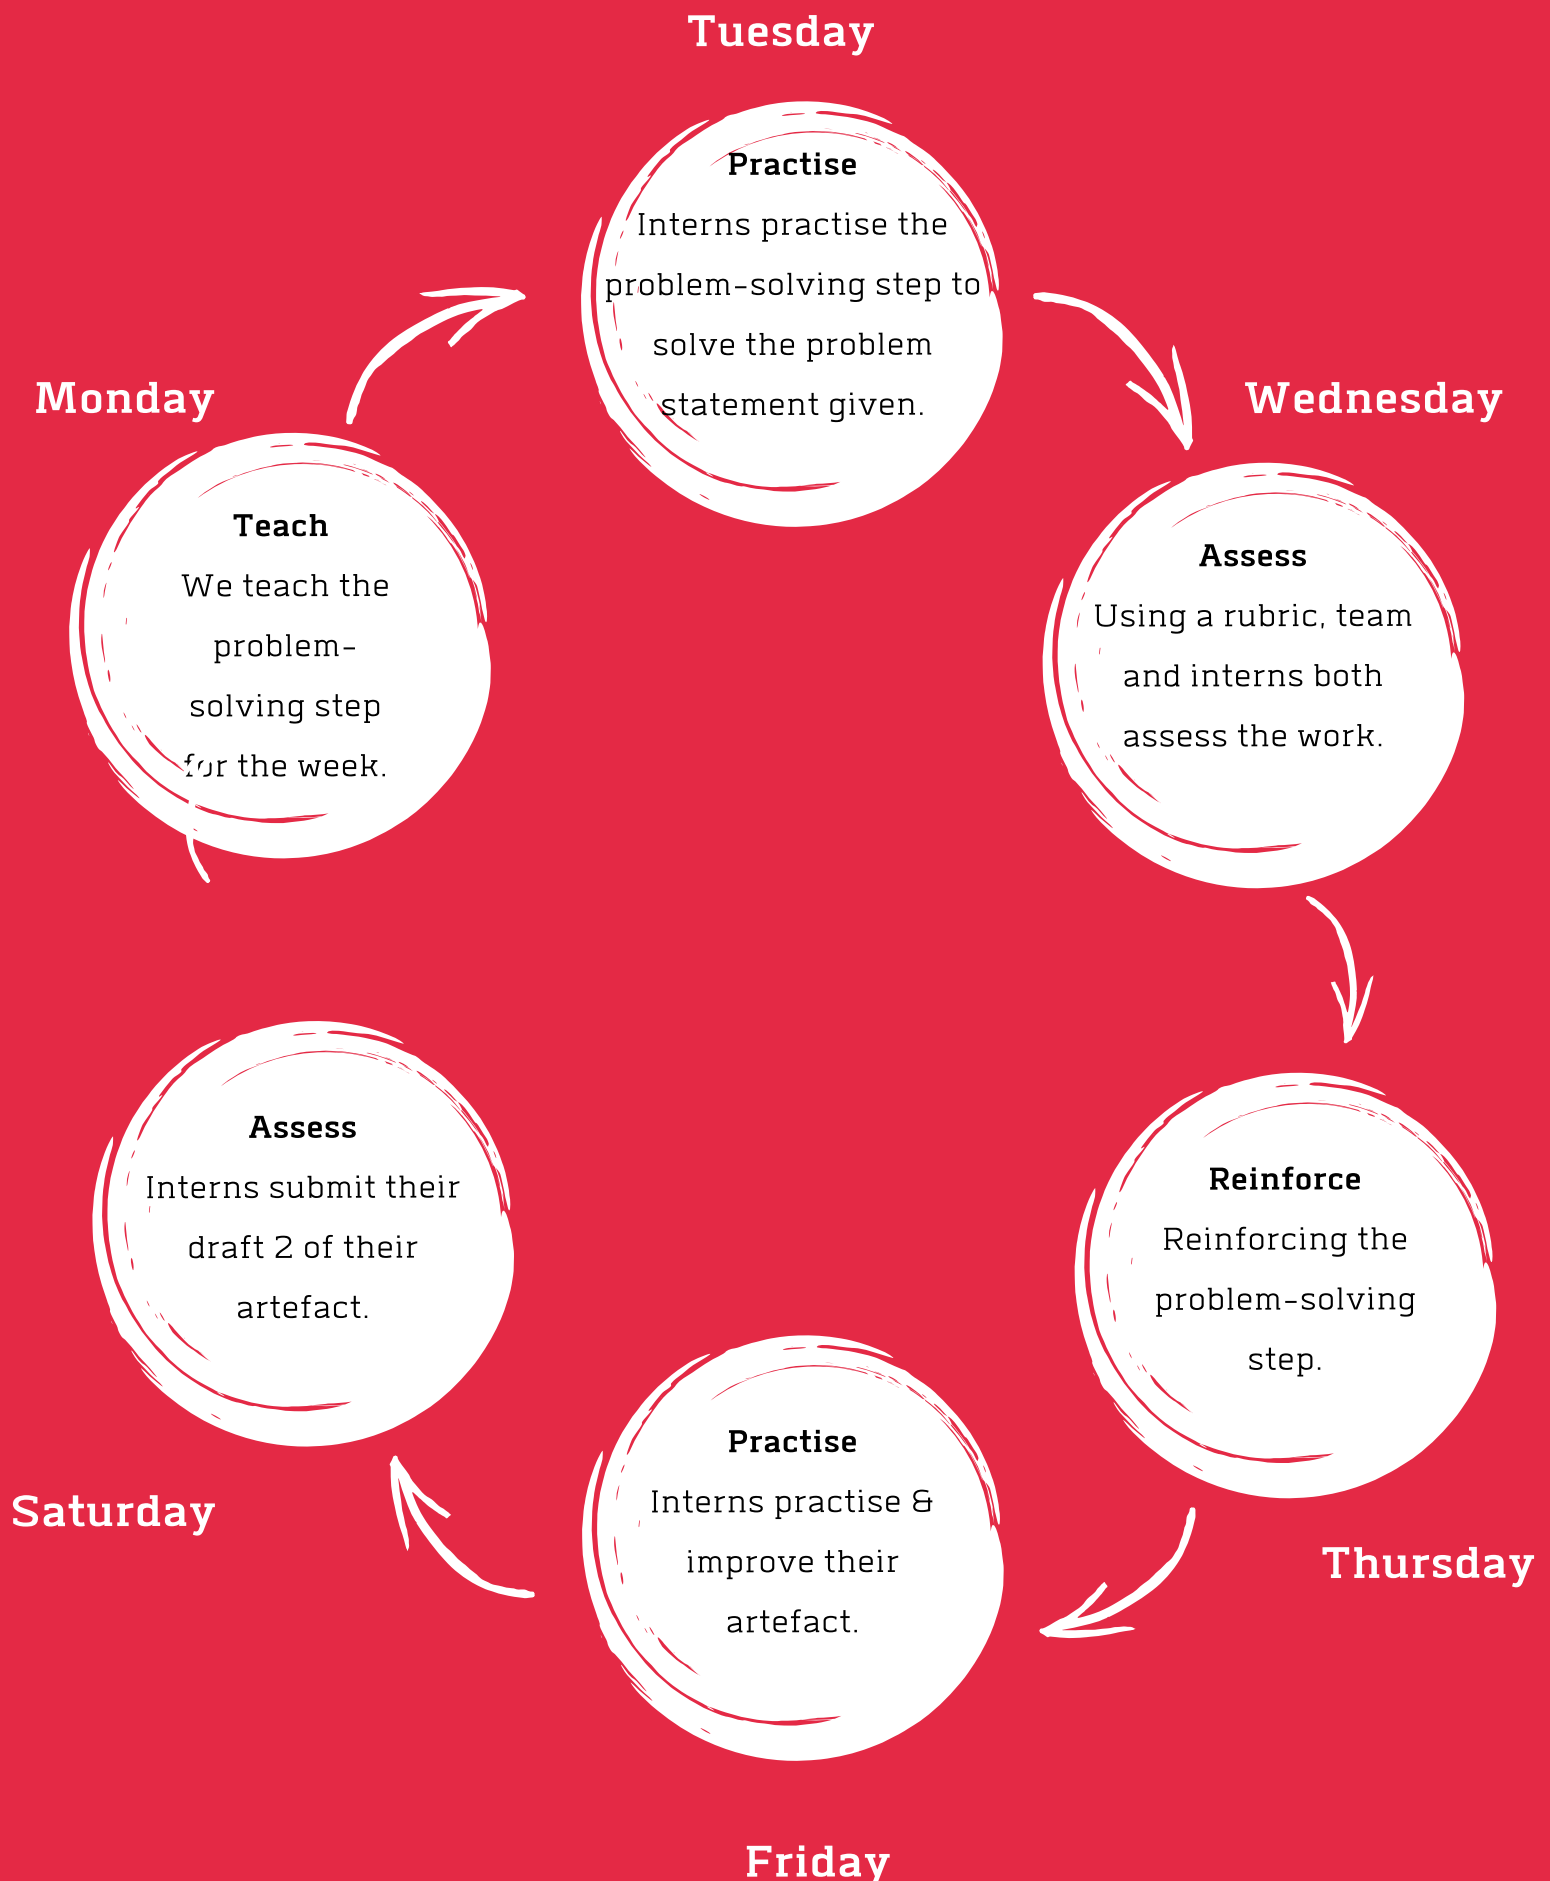 Tuesday
Practise
Interns practise the
problem-solving step to
solve the problem
statement given.
Monday
Teach
We teach the
problem-
solving step
for the week.
Wednesday
Assess
Using a rubric, team
and interns both
assess the work.
Reinforce
Reinforcing the
problem-solving
step.
Thursday
Practise
Interns practise &
improve their
artefact.
Friday
Assess
Interns submit their
draft 2 of their
artefact.
Saturday